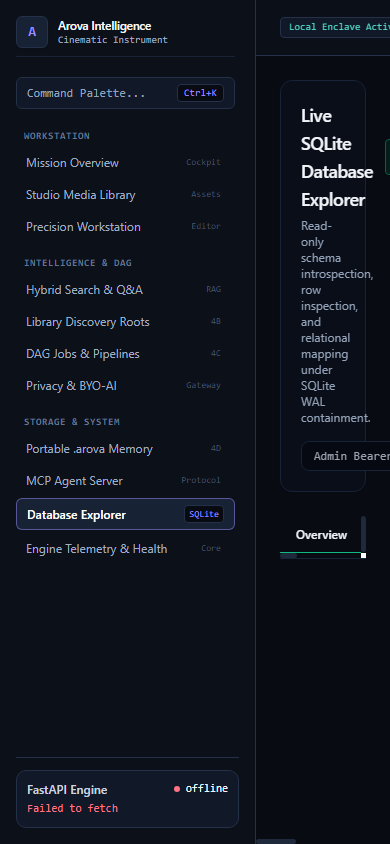 A
Arova Intelligence
Cinematic Instrument
Command Palette... Ctrl+K
WORKSTATION
Mission Overview Cockpit
Studio Media Library Assets
Precision Workstation Editor
INTELLIGENCE & DAG
Hybrid Search & Q&A RAG
Library Discovery Roots 4B
DAG Jobs & Pipelines 4C
Privacy & BYO-AI Gateway
STORAGE & SYSTEM
Portable .arova Memory 4D
MCP Agent Server Protocol
Database Explorer SQLite
Engine Telemetry & Health Core
FastAPI Engine offline
Failed to fetch
Local Enclave Activ
Live
SQLite
Database
Explorer
Read-
only
schema
introspection,
row
inspection,
and
relational
mapping
under
SQLite
WAL
containment.
Admin Bearer
Overview